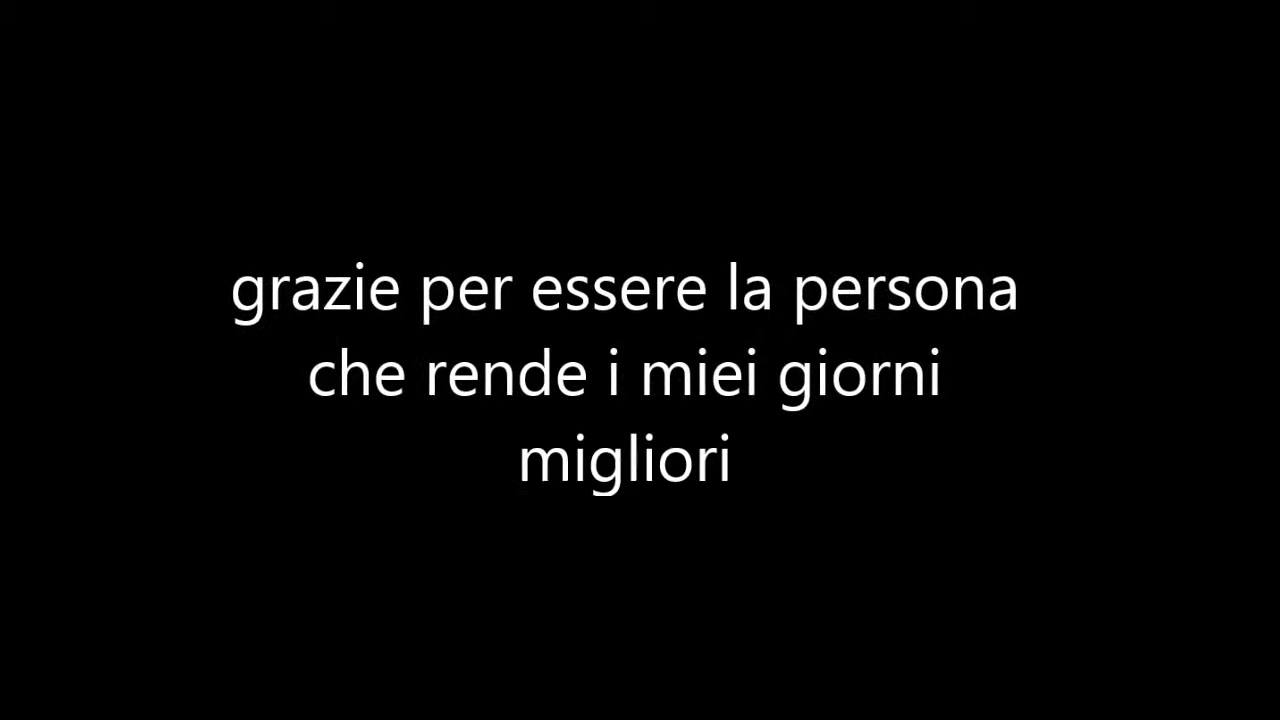 grazie per essere la persona
che rende i miei giorni
migliori